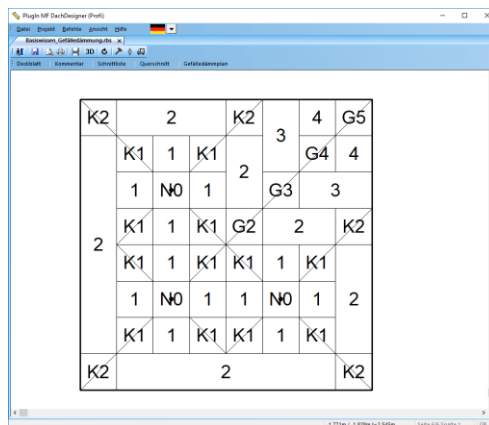 PlugIn MF DachDesigner (Profi)
Datei Projekt Befehle Ansicht Hilfe
Basiswissen_Gefälledämmung.rbs
3D
Deckblatt Kommentar Schnittliste Querschnitt Gefälledämmplan
K2 2 K2 3 4 G5
K1 1 K1 2 G4 4
1 N0 1 G3 3
2 K1 1 K1 G2 2 K2
K1 1 K1 K1 1 K1
1 N0 1 1 N0 1 2
K1 1 K1 K1 1 K1
K2 2 K2